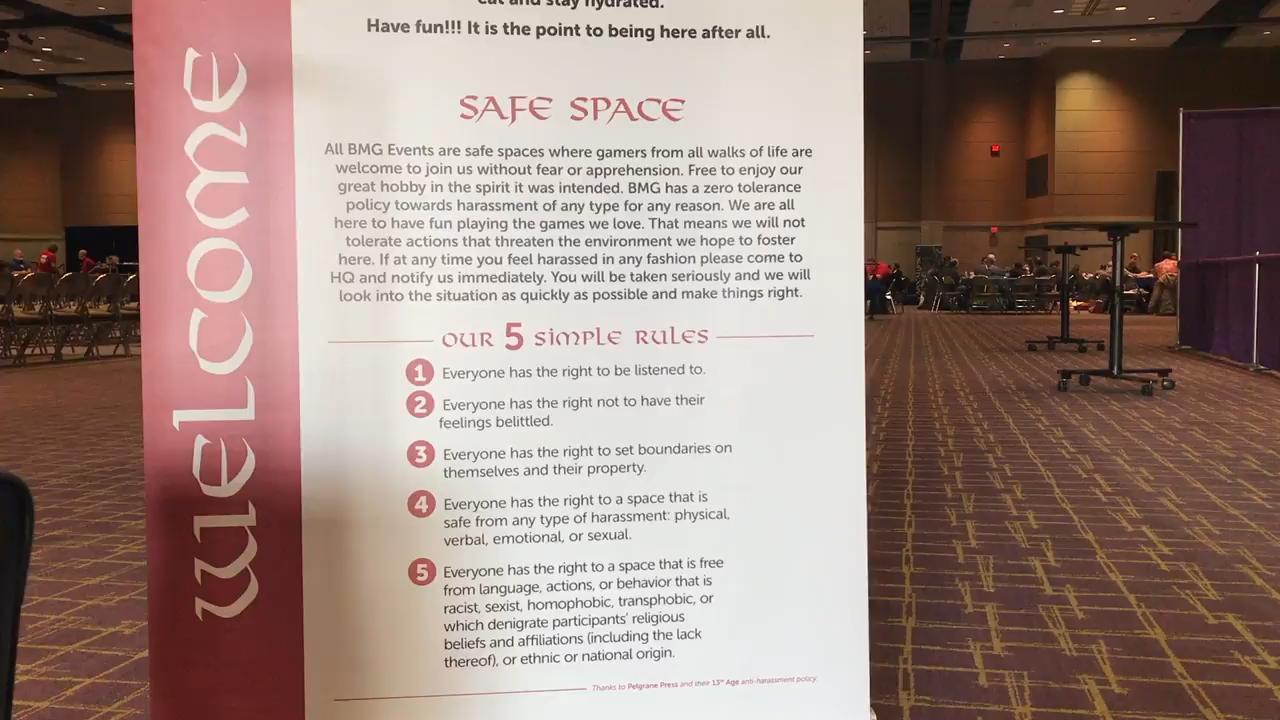 eat and stay hydrated.
Have fun!!! It is the point to being here after all.
welcome
SAFE SPACE
All BMG Events are safe spaces where gamers from all walks of life are
welcome to join us without fear or apprehension. Free to enjoy our
great hobby in the spirit it was intended. BMG has a zero tolerance
policy towards harassment of any type for any reason. We are all
here to have fun playing the games we love. That means we will not
tolerate actions that threaten the environment we hope to foster
here. If at any time you feel harassed in any fashion please come to
HQ and notify us immediately. You will be taken seriously and we will
look into the situation as quickly as possible and make things right.
OUR 5 SIMPLE RULES
1 Everyone has the right to be listened to.
2 Everyone has the right not to have their
feelings belittled.
3 Everyone has the right to set boundaries on
themselves and their property.
4 Everyone has the right to a space that is
safe from any type of harassment: physical,
verbal, emotional, or sexual.
5 Everyone has the right to a space that is free
from language, actions, or behavior that is
racist, sexist, homophobic, transphobic, or
which denigrate participants' religious
beliefs and affiliations (including the lack
thereof), or ethnic or national origin.
Thanks to Pelgrane Press and their 13th Age anti-harassment policy.